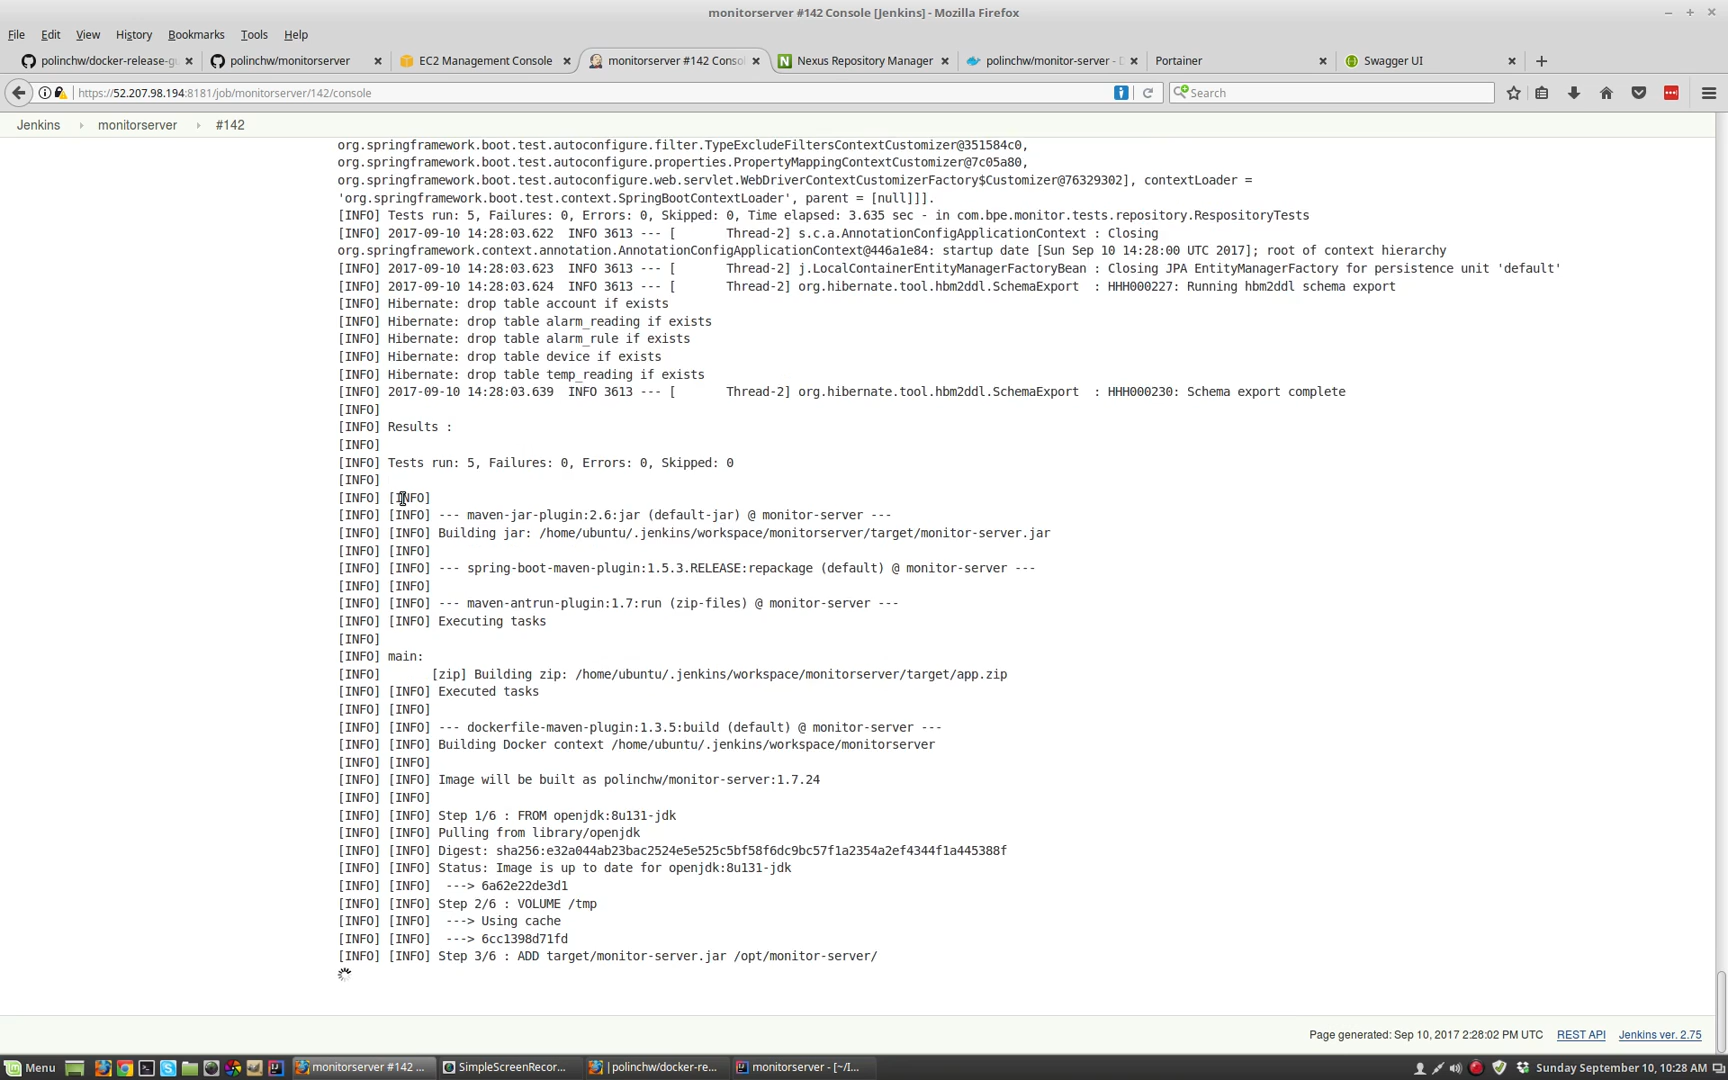 monitorserver #142 Console [Jenkins] - Mozilla Firefox
File Edit View History Bookmarks Tools Help
polinchw/docker-release-g
polinchw/monitorserver
EC2 Management Console
monitorserver #142 Conso
Nexus Repository Manager
polinchw/monitor-server - D
Portainer
Swagger UI
https://52.207.98.194:8181/job/monitorserver/142/console
Search
Jenkins monitorserver #142
org.springframework.boot.test.autoconfigure.filter.TypeExcludeFiltersContextCustomizer@351584c0,
org.springframework.boot.test.autoconfigure.properties.PropertyMappingContextCustomizer@7c05a80,
org.springframework.boot.test.autoconfigure.web.servlet.WebDriverContextCustomizerFactory$Customizer@76329302], contextLoader =
'org.springframework.boot.test.context.SpringBootContextLoader', parent = [null]]].
[INFO] Tests run: 5, Failures: 0, Errors: 0, Skipped: 0, Time elapsed: 3.635 sec - in com.bpe.monitor.tests.repository.RespositoryTests
[INFO] 2017-09-10 14:28:03.622  INFO 3613 --- [       Thread-2] s.c.a.AnnotationConfigApplicationContext : Closing
org.springframework.context.annotation.AnnotationConfigApplicationContext@446a1e84: startup date [Sun Sep 10 14:28:00 UTC 2017]; root of context hierarchy
[INFO] 2017-09-10 14:28:03.623  INFO 3613 --- [       Thread-2] j.LocalContainerEntityManagerFactoryBean : Closing JPA EntityManagerFactory for persistence unit 'default'
[INFO] 2017-09-10 14:28:03.624  INFO 3613 --- [       Thread-2] org.hibernate.tool.hbm2ddl.SchemaExport  : HHH000227: Running hbm2ddl schema export
[INFO] Hibernate: drop table account if exists
[INFO] Hibernate: drop table alarm_reading if exists
[INFO] Hibernate: drop table alarm_rule if exists
[INFO] Hibernate: drop table device if exists
[INFO] Hibernate: drop table temp_reading if exists
[INFO] 2017-09-10 14:28:03.639  INFO 3613 --- [       Thread-2] org.hibernate.tool.hbm2ddl.SchemaExport  : HHH000230: Schema export complete
[INFO]
[INFO] Results :
[INFO]
[INFO] Tests run: 5, Failures: 0, Errors: 0, Skipped: 0
[INFO]
[INFO] [INFO]
[INFO] [INFO] --- maven-jar-plugin:2.6:jar (default-jar) @ monitor-server ---
[INFO] [INFO] Building jar: /home/ubuntu/.jenkins/workspace/monitorserver/target/monitor-server.jar
[INFO] [INFO]
[INFO] [INFO] --- spring-boot-maven-plugin:1.5.3.RELEASE:repackage (default) @ monitor-server ---
[INFO] [INFO]
[INFO] [INFO] --- maven-antrun-plugin:1.7:run (zip-files) @ monitor-server ---
[INFO] [INFO] Executing tasks
[INFO]
[INFO] main:
[INFO]       [zip] Building zip: /home/ubuntu/.jenkins/workspace/monitorserver/target/app.zip
[INFO] [INFO] Executed tasks
[INFO] [INFO]
[INFO] [INFO] --- dockerfile-maven-plugin:1.3.5:build (default) @ monitor-server ---
[INFO] [INFO] Building Docker context /home/ubuntu/.jenkins/workspace/monitorserver
[INFO] [INFO]
[INFO] [INFO] Image will be built as polinchw/monitor-server:1.7.24
[INFO] [INFO]
[INFO] [INFO] Step 1/6 : FROM openjdk:8u131-jdk
[INFO] [INFO] Pulling from library/openjdk
[INFO] [INFO] Digest: sha256:e32a044ab23bac2524e5e525c5bf58f6dc9bc57f1a2354a2ef4344f1a445388f
[INFO] [INFO] Status: Image is up to date for openjdk:8u131-jdk
[INFO] [INFO]  ---> 6a62e22de3d1
[INFO] [INFO] Step 2/6 : VOLUME /tmp
[INFO] [INFO]  ---> Using cache
[INFO] [INFO]  ---> 6cc1398d71fd
[INFO] [INFO] Step 3/6 : ADD target/monitor-server.jar /opt/monitor-server/
Page generated: Sep 10, 2017 2:28:02 PM UTC REST API Jenkins ver. 2.75
Menu
monitorserver #142 ...
SimpleScreenRecor...
| polinchw/docker-re...
monitorserver - [~/I...
Sunday September 10, 10:28 AM